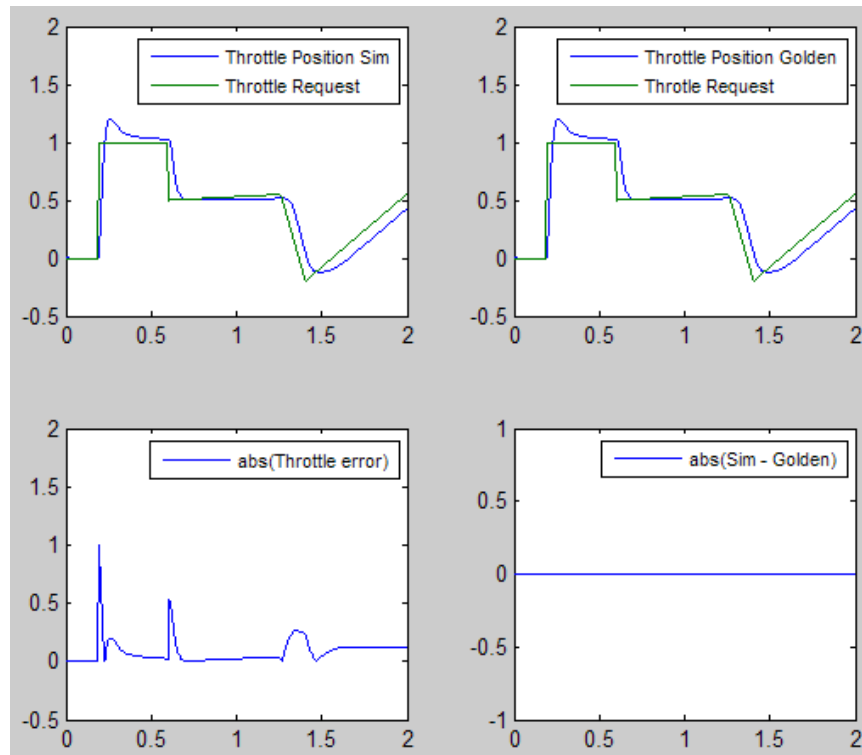 2
1.5
1
0.5
0
-0.5
Throttle Position Sim
Throttle Request
0 0.5 1 1.5 2
2
1.5
1
0.5
0
-0.5
Throttle Position Golden
Throtle Request
0 0.5 1 1.5 2
2
1.5
1
0.5
0
-0.5
abs(Throttle error)
0 0.5 1 1.5 2
1
0.5
0
-0.5
-1
abs(Sim - Golden)
0 0.5 1 1.5 2